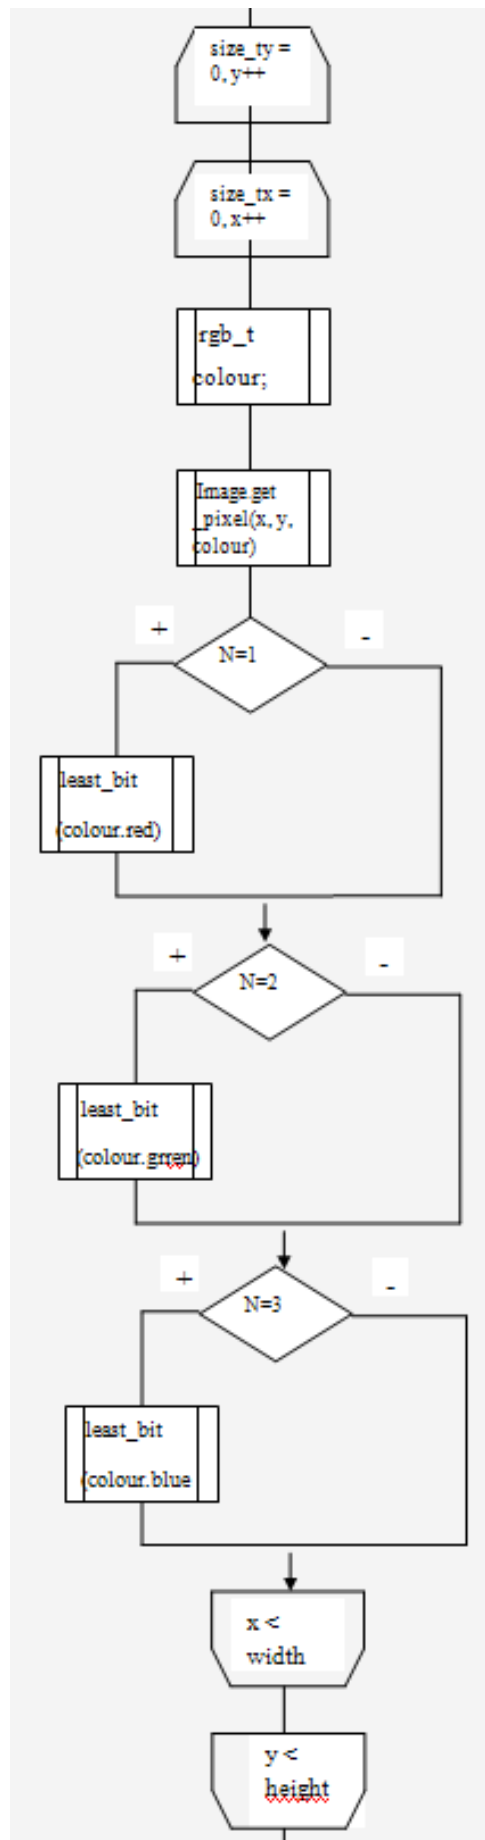 size_ty =
0, y++
size_tx =
0, x++
rgb_t
colour;
Image.get
_pixel(x, y,
colour)
+
-
N=1
least_bit
(colour.red)
+
-
N=2
least_bit
(colour.grren)
+
-
N=3
least_bit
(colour.blue
x <
width
y <
height